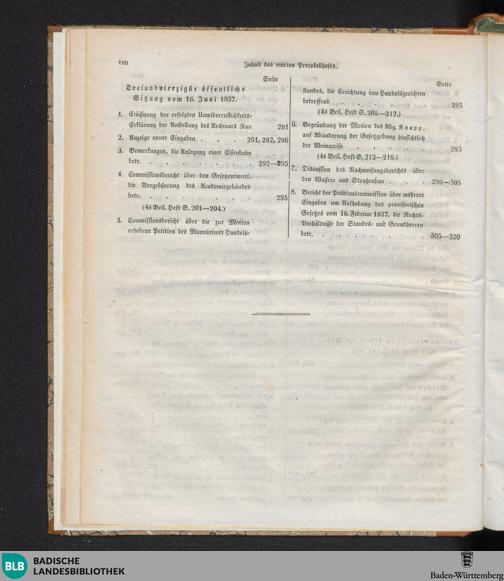 VIII
Inhalt des vierten Protokollhefts.
Seite
Dreiundvierzigste öffentliche
Sitzung vom 16. Juni 1837.
1. Eröffnung der erfolgten Unwiderruflichkeits-
Erklärung der Anstellung des Archivars Rau 291
2. Anzeige neuer Eingaben . . 291, 292, 296
3. Bemerkungen, die Anlegung einer Eisenbahn
betr. . . . . . . 292—295
4. Commissionsbericht über den Gesetzentwurf,
die Vergrößerung des Academiegebäudes
betr. . . . . . . 295
(4s Beil. Heft S. 201—204.)
5. Commissionsbericht über die zur Motion
erhobene Petition des Mannheimer Handels-
Seite
standes, die Errichtung von Handelsgerichten
betreffend . . . . . 295
(4s Beil. Heft S. 205—212.)
6. Begründung der Motion des Abg. Knapp,
auf Abänderung der Gesetzgebung hinsichtlich
der Weinaccise . . . . 295
(4s Beil. Heft S. 213—216.)
7. Discussion des Nachweisungsberichts über
den Wasser- und Straßenbau . . . 296—305
8. Bericht der Petitionscommission über mehrere
Eingaben um Aufhebung des provisorischen
Gesetzes vom 16. Februar 1837, die Rechts-
Verhältnisse der Standes- und Grundherren
betr. . . . . . . 305—320
BLB BADISCHE
LANDESBIBLIOTHEK
Baden-Württemberg